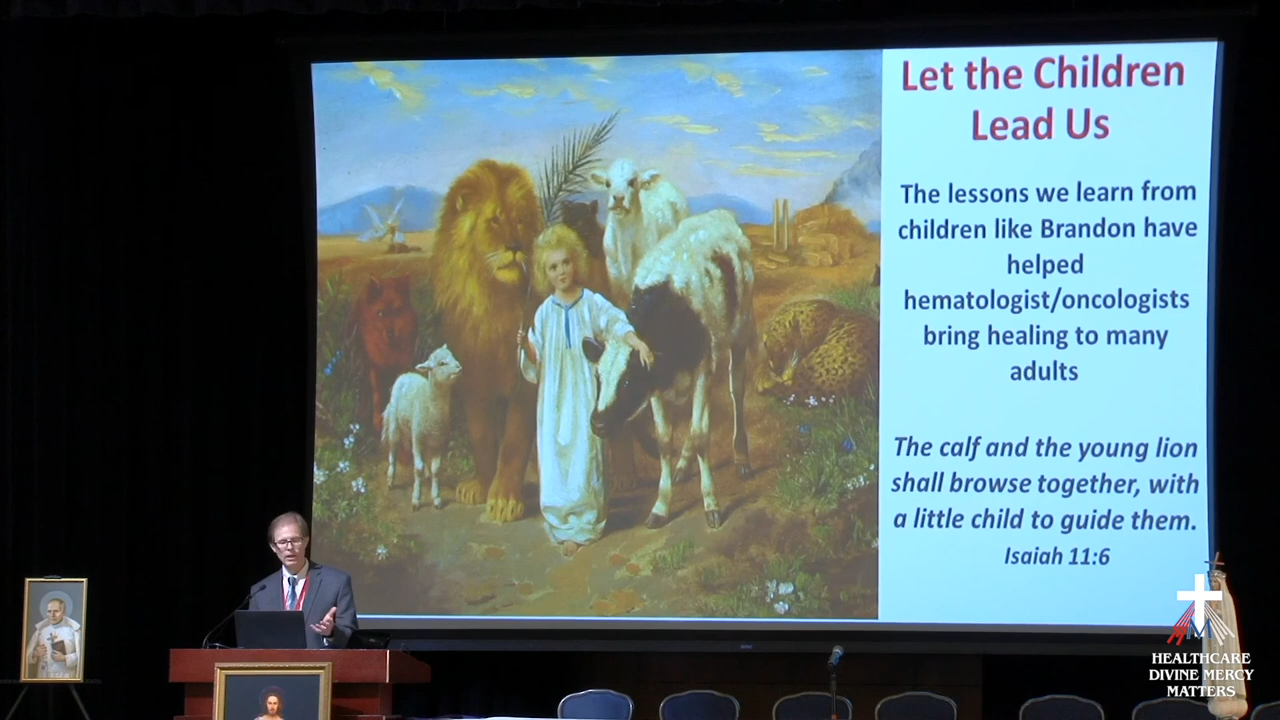 Let the Children
Lead Us
The lessons we learn from
children like Brandon have
helped
hematologist/oncologists
bring healing to many
adults
The calf and the young lion
shall browse together, with
a little child to guide them.
Isaiah 11:6
HEALTHCARE
DIVINE MERCY
MATTERS